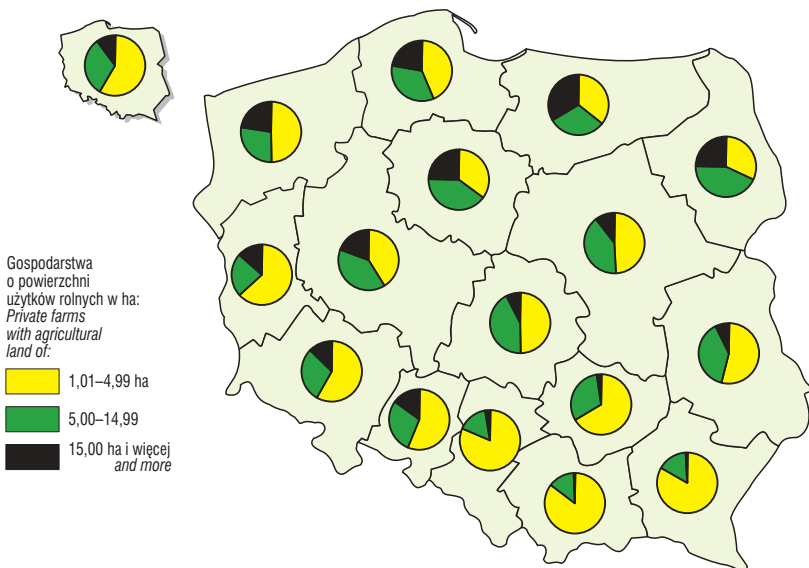 Gospodarstwa
o powierzchni
użytków rolnych w ha:
Private farms
with agricultural
land of:
1,01–4,99 ha
5,00–14,99
15,00 ha i więcej
and more